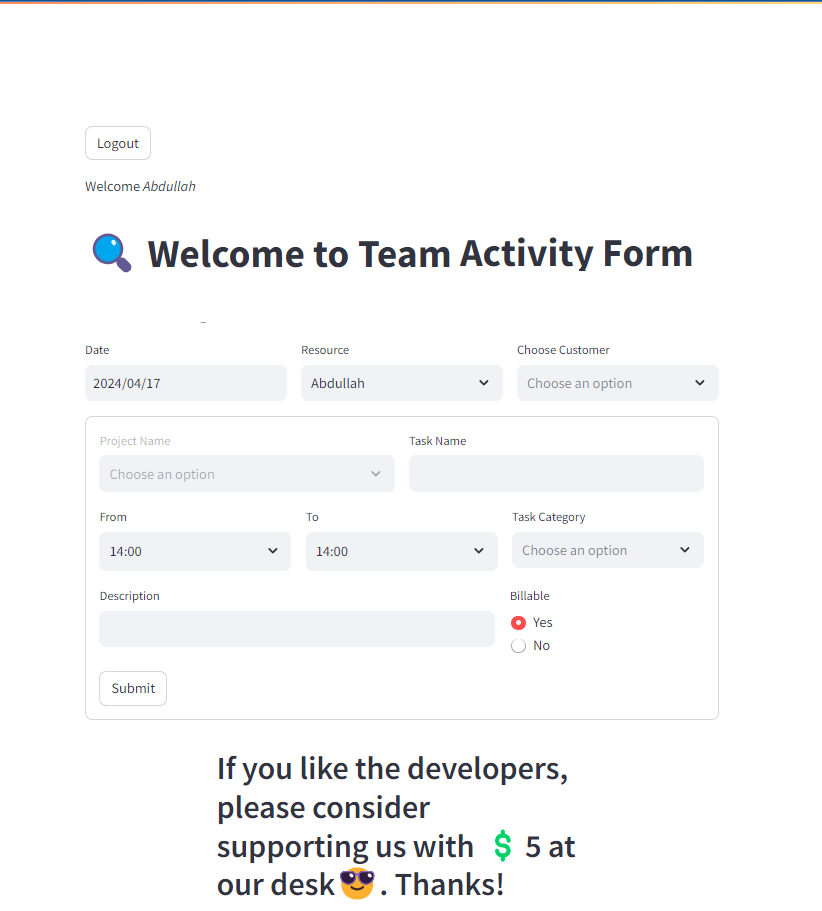 Logout
Welcome Abdullah
Welcome to Team Activity Form
Date Resource Choose Customer
2024/04/17 Abdullah Choose an option
Project Name Task Name
Choose an option
From To Task Category
14:00 14:00 Choose an option
Description Billable
Yes
No
Submit
If you like the developers,
please consider
supporting us with 💲 5 at
our desk😎. Thanks!